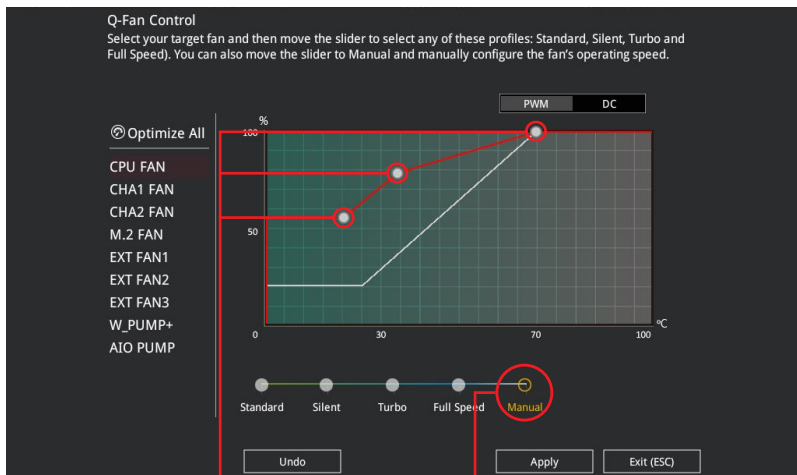 Q-Fan Control
Select your target fan and then move the slider to select any of these profiles: Standard, Silent, Turbo and
Full Speed). You can also move the slider to Manual and manually configure the fan's operating speed.
PWM DC
%
Optimize All
100
CPU FAN
CHA1 FAN
CHA2 FAN
M.2 FAN
50
EXT FAN1
EXT FAN2
EXT FAN3
W_PUMP+
AIO PUMP
0 30 70 100 ºC
Standard Silent Turbo Full Speed Manual
Undo Apply Exit (ESC)